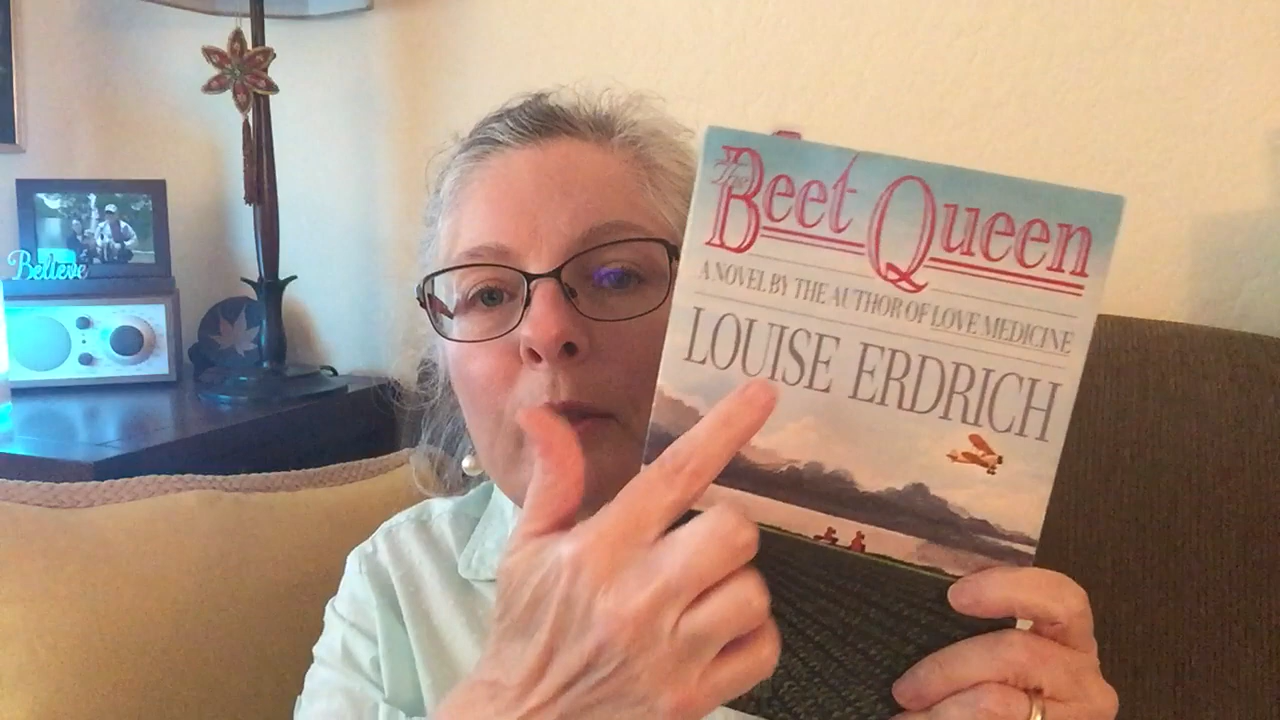 The
Beet Queen
A NOVEL BY THE AUTHOR OF LOVE MEDICINE
LOUISE ERDRICH
Believe